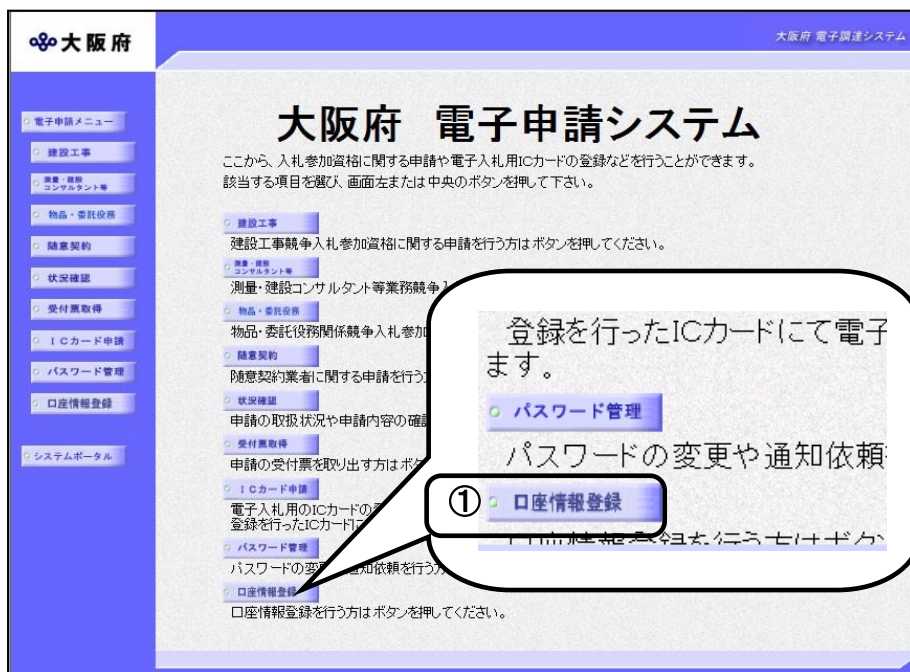 大阪府
大阪府 電子調達システム
電子申請メニュー
建設工事
測量・建設
コンサルタント等
物品・委託役務
随意契約
状況確認
受付票取得
ICカード申請
パスワード管理
口座情報登録
システムポータル
大阪府 電子申請システム
ここから、入札参加資格に関する申請や電子入札用ICカードの登録などを行うことができます。
該当する項目を選び、画面左または中央のボタンを押して下さい。
建設工事
建設工事競争入札参加資格に関する申請を行う方はボタンを押してください。
測量・建設
コンサルタント等
測量・建設コンサルタント等業務競争入
物品・委託役務
物品・委託役務関係競争入札参加
随意契約
随意契約業者に関する申請を行う
状況確認
申請の取扱状況や申請内容の確
受付票取得
申請の受付票を取り出す方はボタ
ICカード申請
電子入札用のICカードの
登録を行ったICカードに
パスワード管理
パスワードの変 通知依頼を行う方
口座情報登録
口座情報登録を行う方はボタンを押してください。
登録を行ったICカードにて電子
ます。
パスワード管理
パスワードの変更や通知依頼
① 口座情報登録
口座情報登録を行う方はボタン